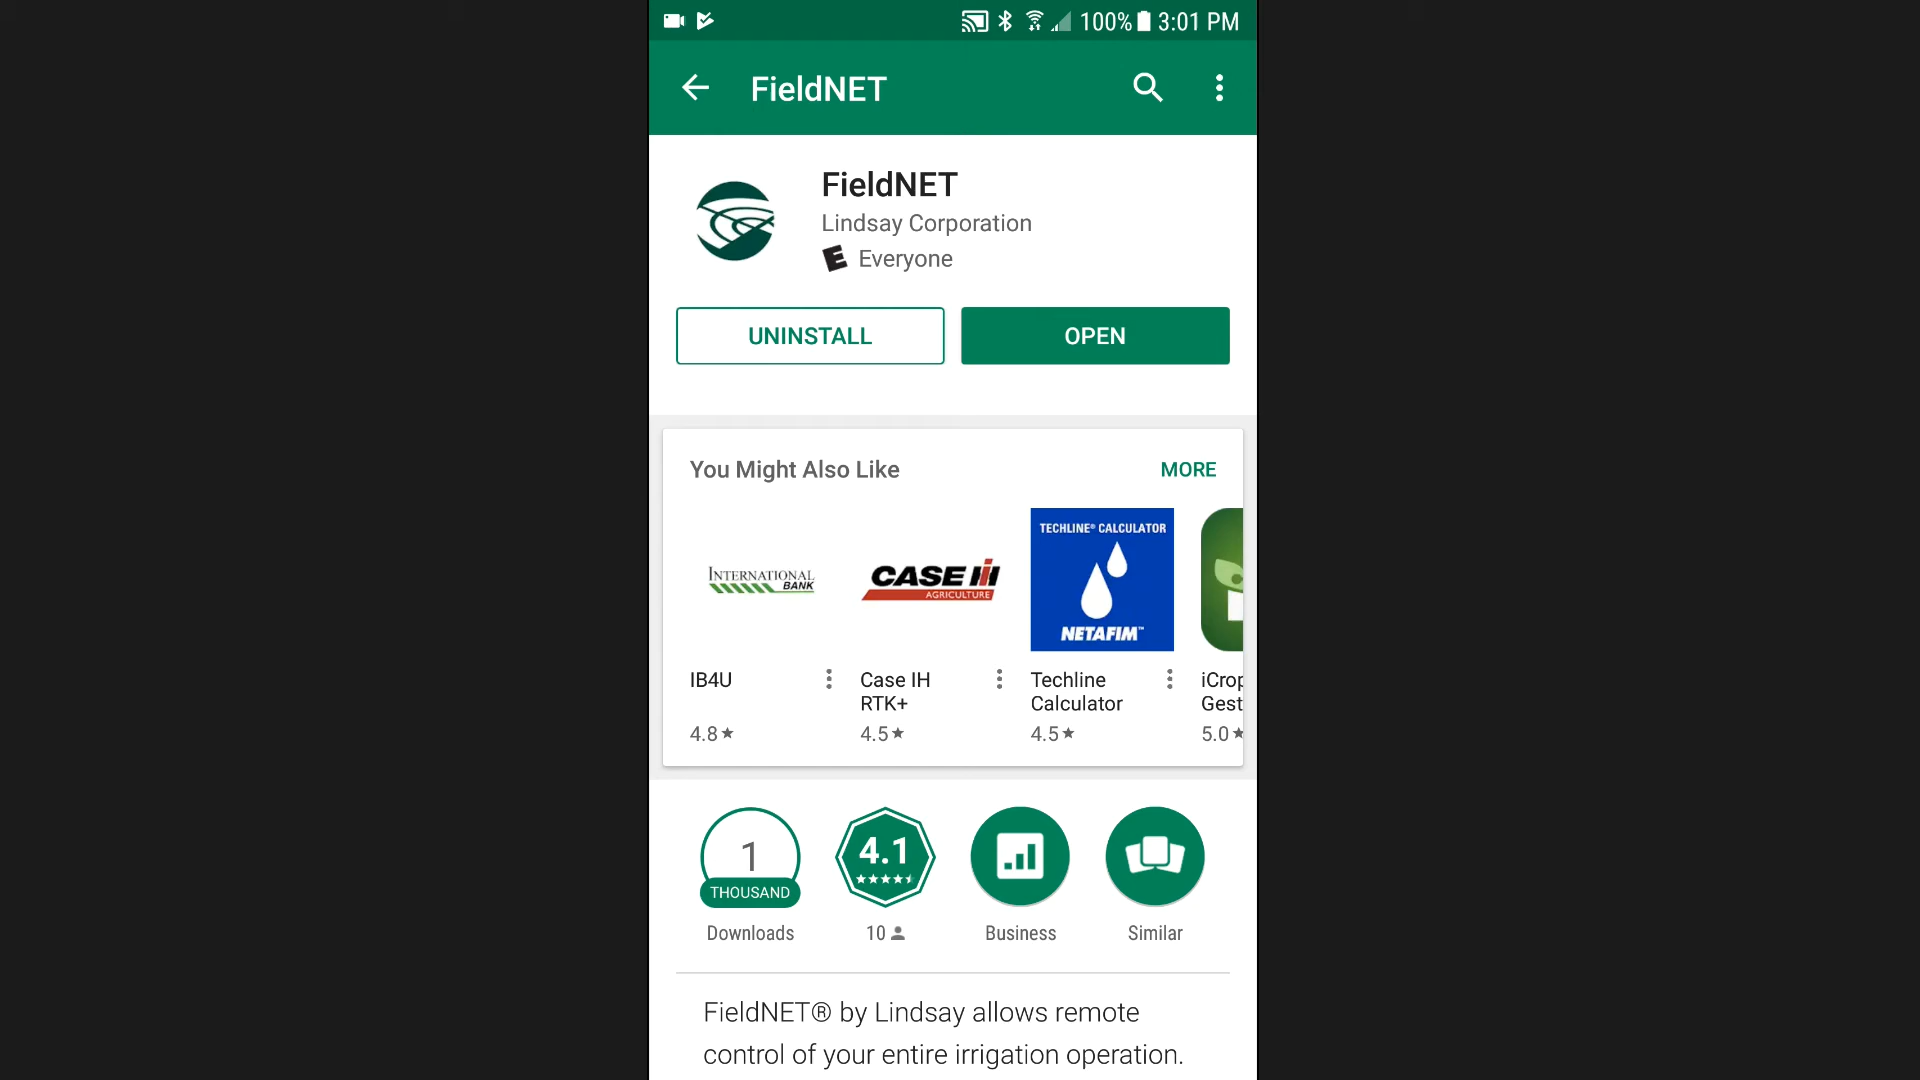 100% 3:01 PM
FieldNET
FieldNET
Lindsay Corporation
E Everyone
UNINSTALL OPEN
You Might Also Like MORE
INTERNATIONAL BANK
CASE IH AGRICULTURE
TECHLINE® CALCULATOR
NETAFIM™
IB4U Case IH RTK+ Techline Calculator iCrop Gest
4.8★ 4.5★ 4.5★ 5.0★
1 THOUSAND 4.1
Downloads 10 Business Similar
FieldNET® by Lindsay allows remote
control of your entire irrigation operation.